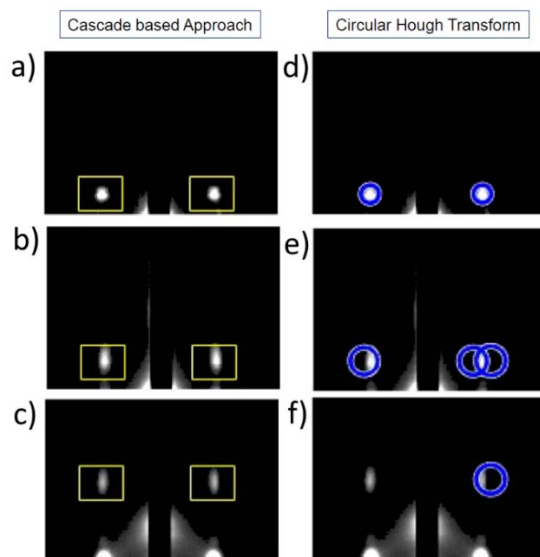 Cascade based Approach
Circular Hough Transform
a)
d)
b)
e)
c)
f)